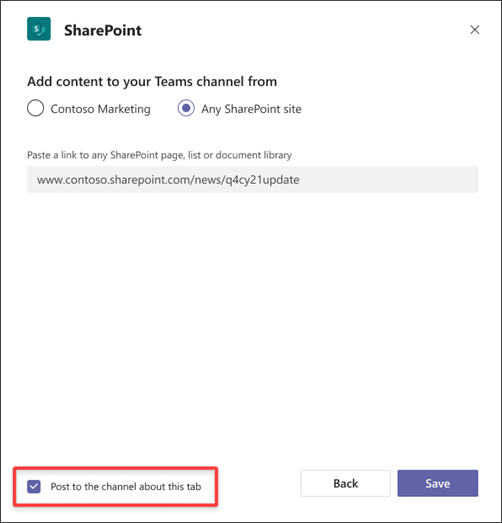 SharePoint
Add content to your Teams channel from
Contoso Marketing
Any SharePoint site
Paste a link to any SharePoint page, list or document library
www.contoso.sharepoint.com/news/q4cy21update
Post to the channel about this tab
Back
Save